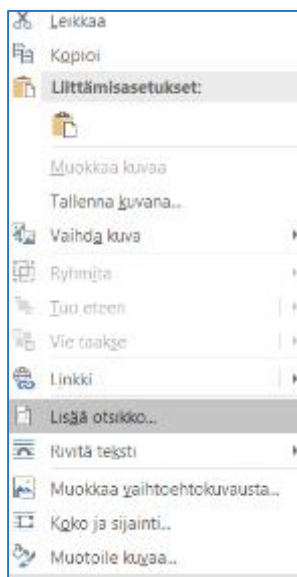 Leikkaa
Kopioi
Liittämisasetukset:
Muokkaa kuvaa
Tallenna kuvana...
Vaihda kuva
Ryhmitä
Tuo eteen
Vie taakse
Linkki
Lisää otsikko...
Rivitä teksti
Muokkaa vaihtoehtokuvausta...
Koko ja sijainti...
Muotoile kuvaa...